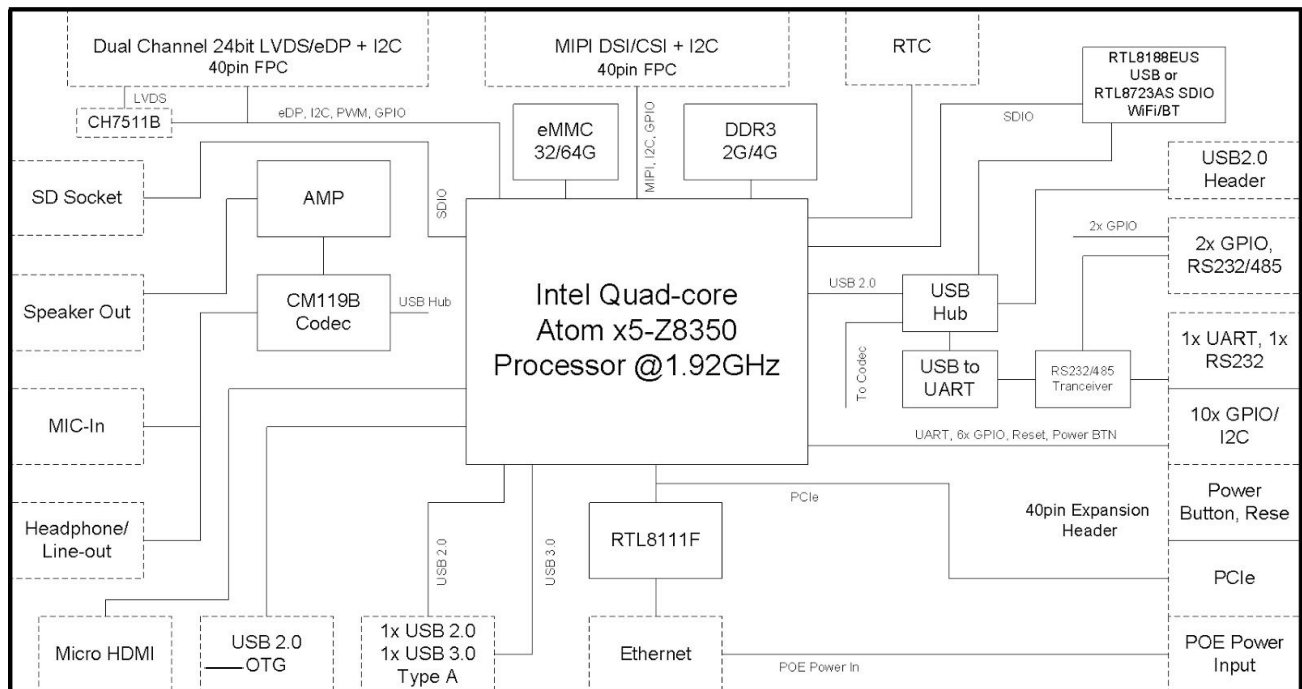 Dual Channel 24bit LVDS/eDP + I2C
40pin FPC
MIPI DSI/CSI + I2C
40pin FPC
RTC
RTL8188EUS
USB or
RTL8723AS SDIO
WiFi/BT
LVDS
CH7511B
eDP, I2C, PWM, GPIO
eMMC
32/64G
MIPI, I2C, GPIO
DDR3
2G/4G
SDIO
USB2.0
Header
SD Socket
AMP
SDIO
2x GPIO
2x GPIO,
RS232/485
Speaker Out
CM119B
Codec
USB Hub
Intel Quad-core
Atom x5-Z8350
Processor @1.92GHz
USB 2.0
USB
Hub
To Codec
USB to
UART
RS232/485
Tranceiver
1x UART, 1x
RS232
MIC-In
UART, 6x GPIO, Reset, Power BTN
10x GPIO/
I2C
Headphone/
Line-out
USB 2.0
USB 3.0
RTL8111F
PCIe
40pin Expansion
Header
Power
Button, Rese
PCIe
Micro HDMI
USB 2.0
OTG
1x USB 2.0
1x USB 3.0
Type A
Ethernet
POE Power In
POE Power
Input